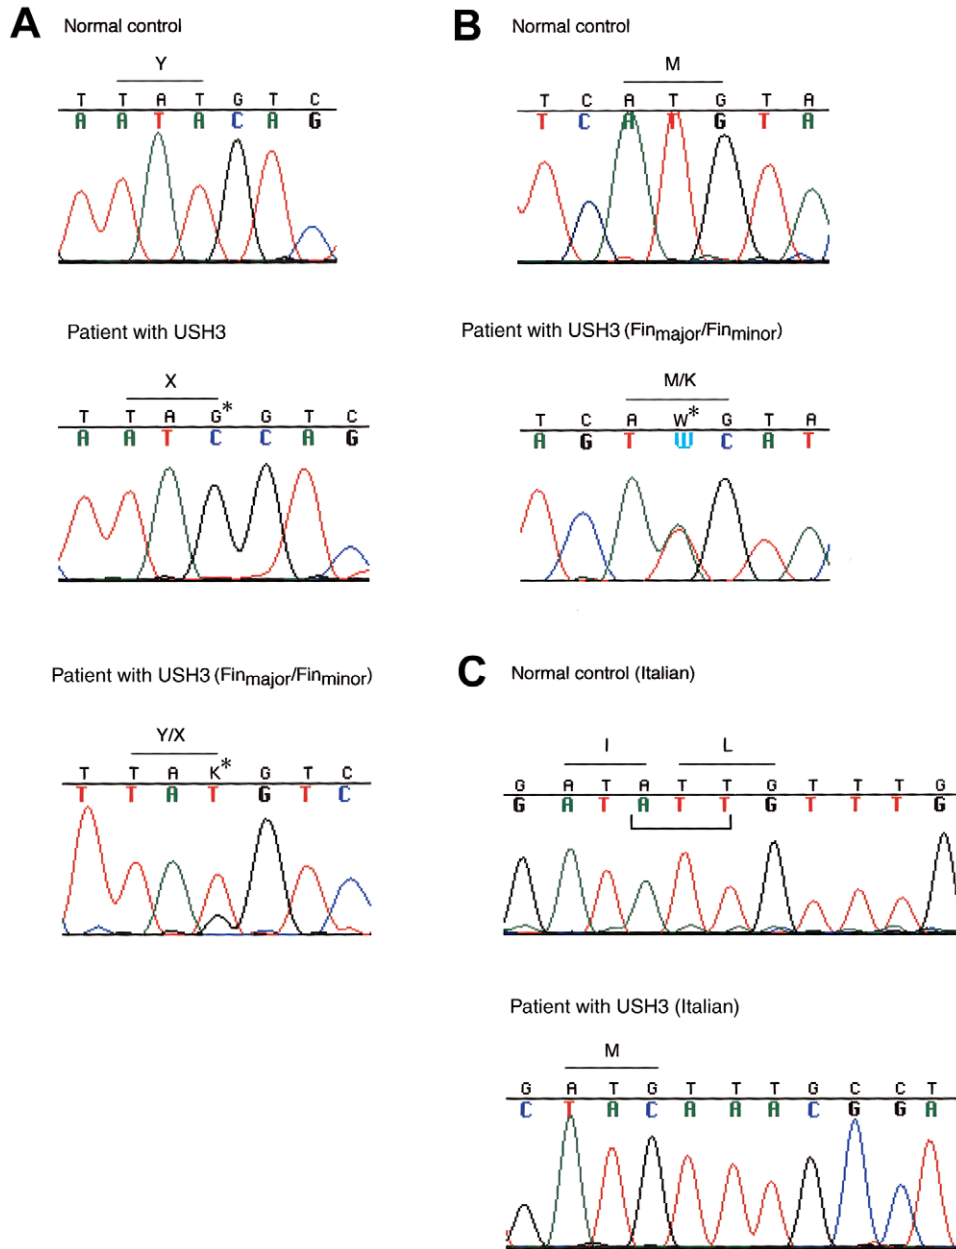 A
Normal control
Y
T T A T G T C
A A T A C A G
Patient with USH3
X
T T A G* G T C
A A T C C A G
Patient with USH3 (Finmajor/Finminor)
Y/X
T T A K* G T C
T T A T G T C
B
Normal control
M
T C A T G T A
T C A T G T A
Patient with USH3 (Finmajor/Finminor)
M/K
T C A W* G T A
A G T W C A T
C
Normal control (Italian)
I L
G A T A T T G T T T G
G A T A T T G T T T G
Patient with USH3 (Italian)
M
G A T G T T T G C C T
C T A C A A A C G G A